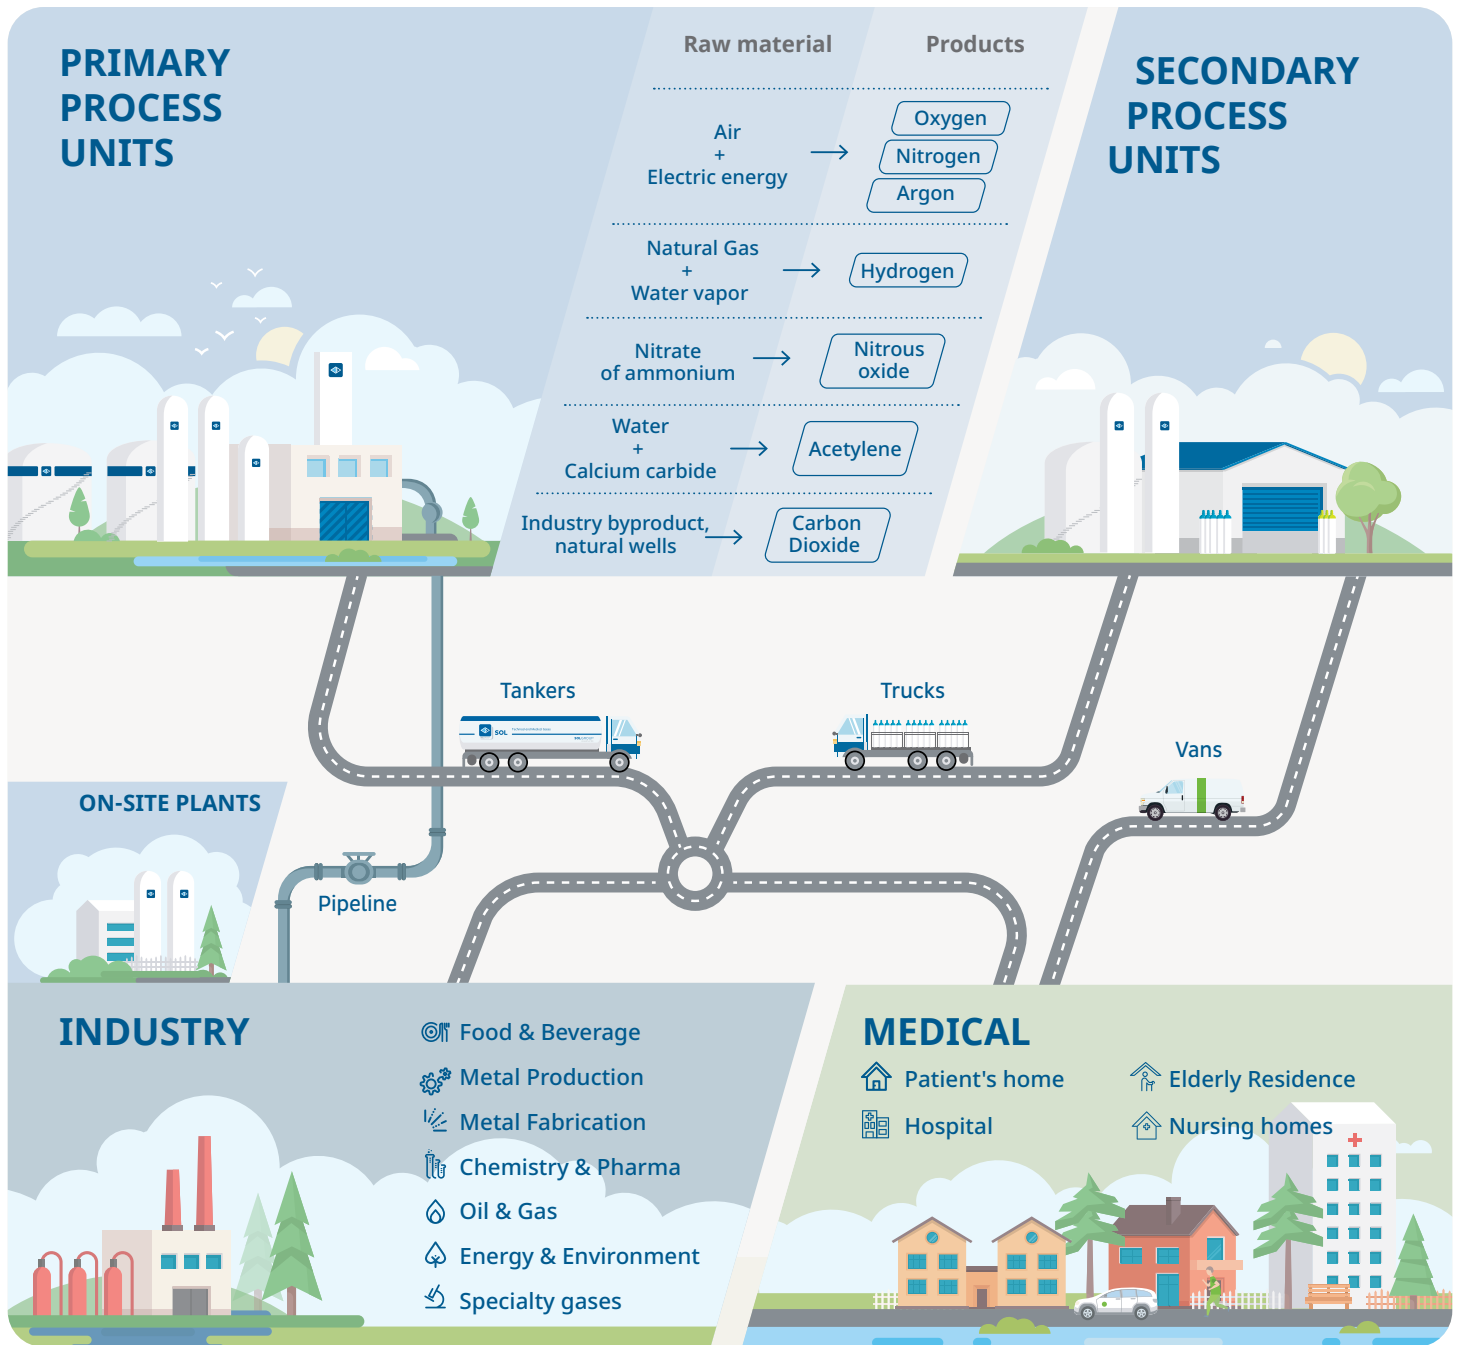 PRIMARY
PROCESS
UNITS
Raw material
Products
Air
+
Electric energy
Oxygen
Nitrogen
Argon
Natural Gas
+
Water vapor
Hydrogen
Nitrate
of ammonium
Nitrous
oxide
Water
+
Calcium carbide
Acetylene
Industry byproduct,
natural wells
Carbon
Dioxide
SECONDARY
PROCESS
UNITS
Tankers
SOL
Trucks
Vans
ON-SITE PLANTS
Pipeline
INDUSTRY
Food & Beverage
Metal Production
Metal Fabrication
Chemistry & Pharma
Oil & Gas
Energy & Environment
Specialty gases
MEDICAL
Patient's home
Hospital
Elderly Residence
Nursing homes